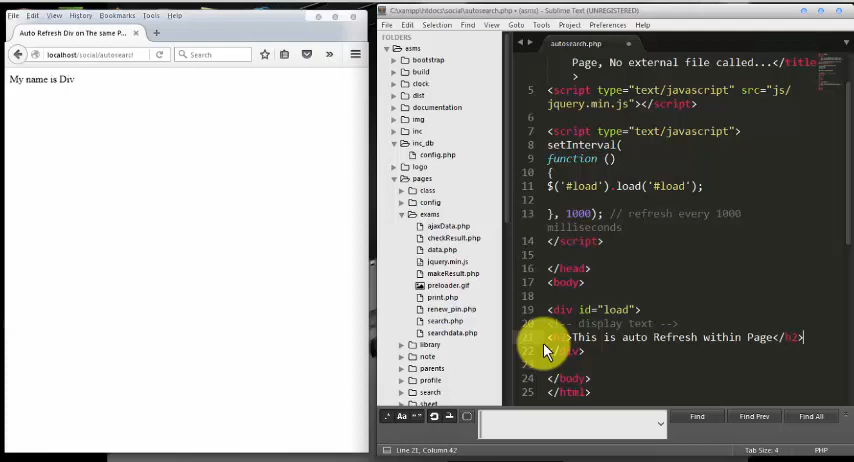 File Edit View History Bookmarks Tools Help
Auto Refresh Div on The same P...
localhost/social/autosearch
Search
My name is Div
C:\xampp\htdocs\social\autosearch.php • (asms) - Sublime Text (UNREGISTERED)
File Edit Selection Find View Goto Tools Project Preferences Help
FOLDERS
asms
bootstrap
build
clock
dist
documentation
img
inc
inc_db
config.php
logo
pages
class
config
exams
ajaxData.php
checkResult.php
data.php
jquery.min.js
makeResult.php
preloader.gif
print.php
renew_pin.php
search.php
searchdata.php
library
note
parents
profile
search
sheet
autosearch.php
Page, No external file called...</title
>
5 <script type="text/javascript" src="js/
jquery.min.js"></script>
6
7 <script type="text/javascript">
8 setInterval(
9 function ()
10 {
11 $('#load').load('#load');
12
13 }, 1000); // refresh every 1000
milliseconds
14 </script>
15
16 </head>
17 <body>
18
19 <div id="load">
20 <!-- display text -->
21 This is auto Refresh within Page</h2>
22 </div>
23
24 </body>
25 </html>
.* Aa “”
Find Find Prev Find All
Line 21, Column 42
Tab Size: 4 PHP